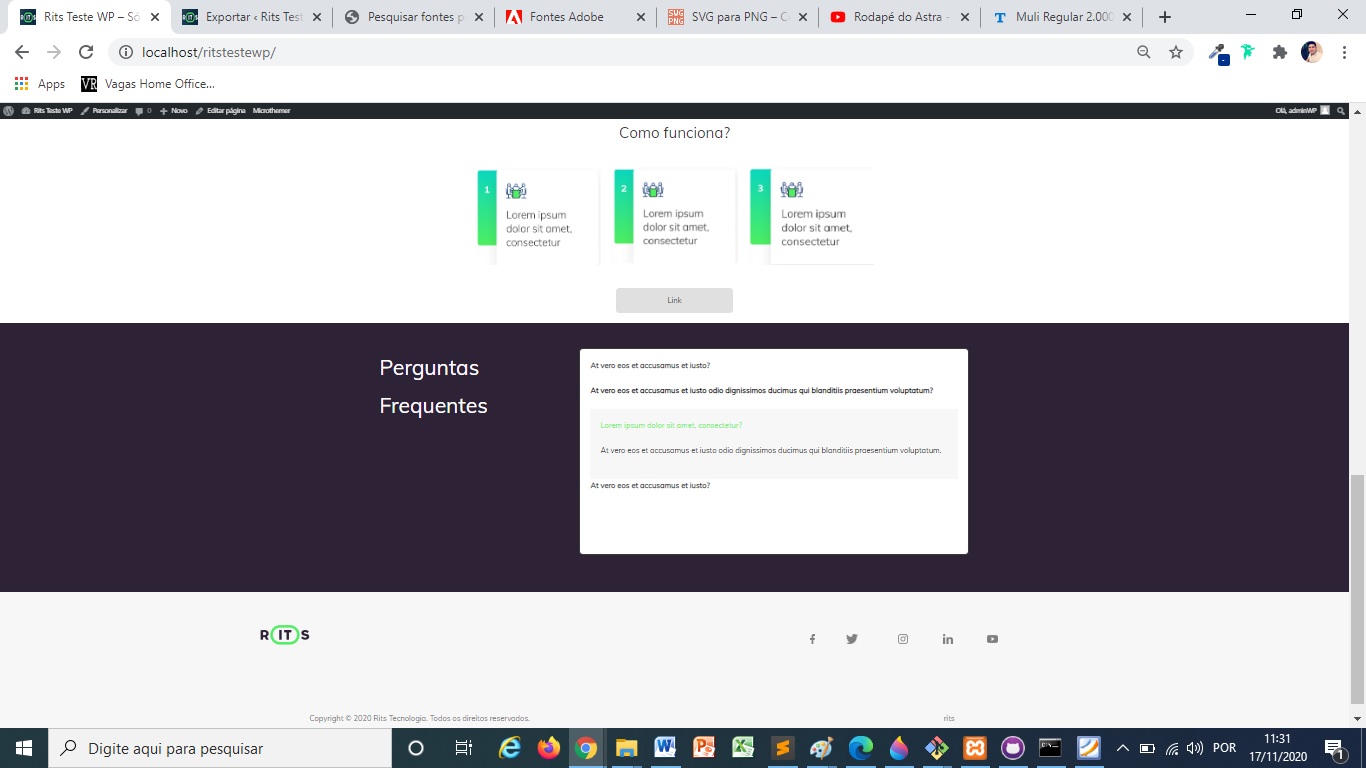 Rits Teste WP – Só
Exportar ‹ Rits Test
Pesquisar fontes p
Fontes Adobe
SVG para PNG – C
Rodapé do Astra -
Muli Regular 2.000
localhost/ritstestewp/
Apps
VR
Vagas Home Office...
Rits Teste WP
Personalizar
0
Novo
Editar página
Microthemer
Olá, adminWP
Como funciona?
1
Lorem ipsum
dolor sit amet,
consectetur
2
Lorem ipsum
dolor sit amet,
consectetur
3
Lorem ipsum
dolor sit amet,
consectetur
Link
Perguntas
Frequentes
At vero eos et accusamus et iusto?
At vero eos et accusamus et iusto odio dignissimos ducimus qui blanditiis praesentium voluptatum?
Lorem ipsum dolor sit amet, consectetur?
At vero eos et accusamus et iusto odio dignissimos ducimus qui blanditiis praesentium voluptatum.
At vero eos et accusamus et iusto?
RITS
Copyright © 2020 Rits Tecnologia. Todos os direitos reservados.
rits
Digite aqui para pesquisar
POR
11:31
17/11/2020
1